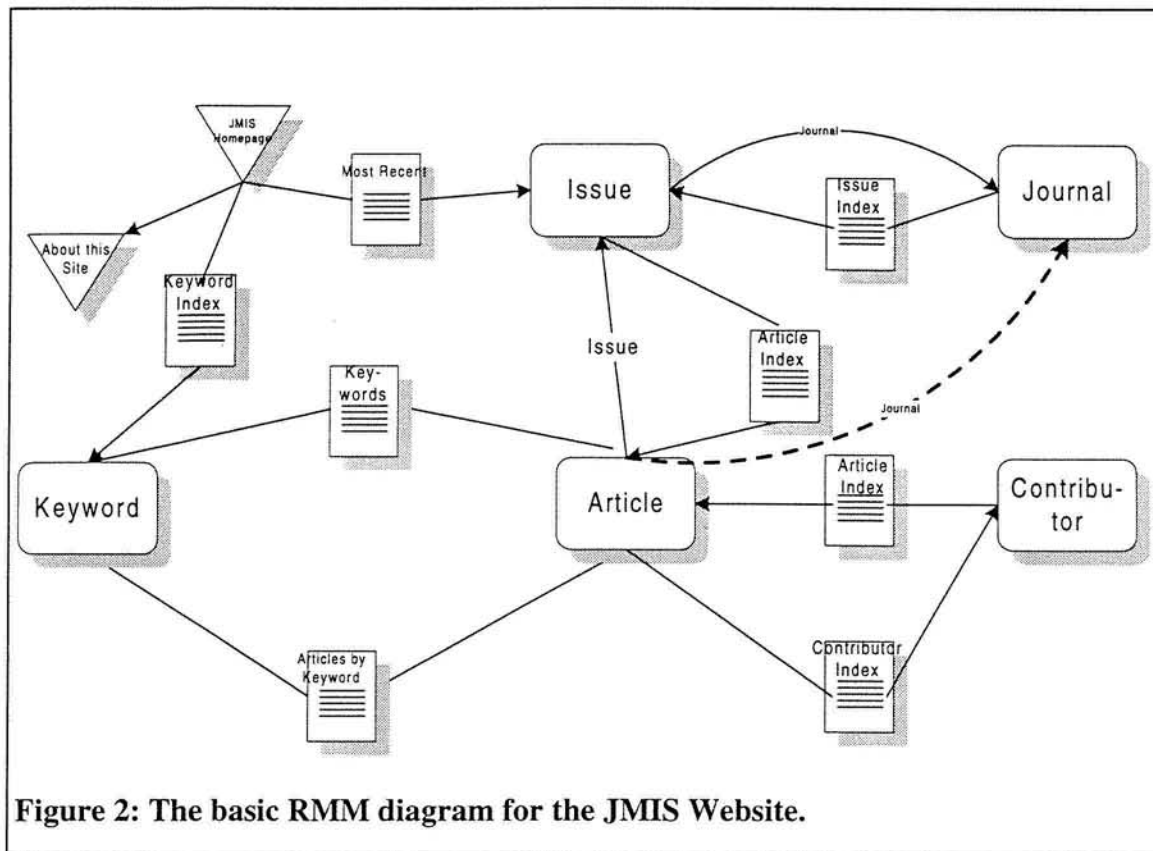 JMIS
Homepage
Most Recent
Issue
Journal
Issue
Index
Journal
About this
Site
Keyword
Index
Issue
Article
Index
Key-
words
Journal
Keyword
Article
Article
Index
Contribu-
tor
Articles by
Keyword
Contributor
Index
Figure 2: The basic RMM diagram for the JMIS Website.